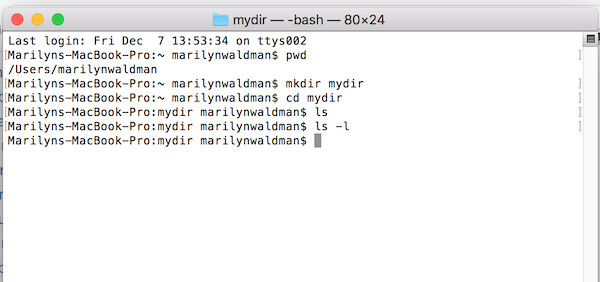 mydir — -bash — 80×24
Last login: Fri Dec  7 13:53:34 on ttys002
[Marilyns-MacBook-Pro:~ marilynwaldman$ pwd ]
/Users/marilynwaldman
[Marilyns-MacBook-Pro:~ marilynwaldman$ mkdir mydir ]
[Marilyns-MacBook-Pro:~ marilynwaldman$ cd mydir ]
[Marilyns-MacBook-Pro:mydir marilynwaldman$ ls ]
[Marilyns-MacBook-Pro:mydir marilynwaldman$ ls -l ]
Marilyns-MacBook-Pro:mydir marilynwaldman$